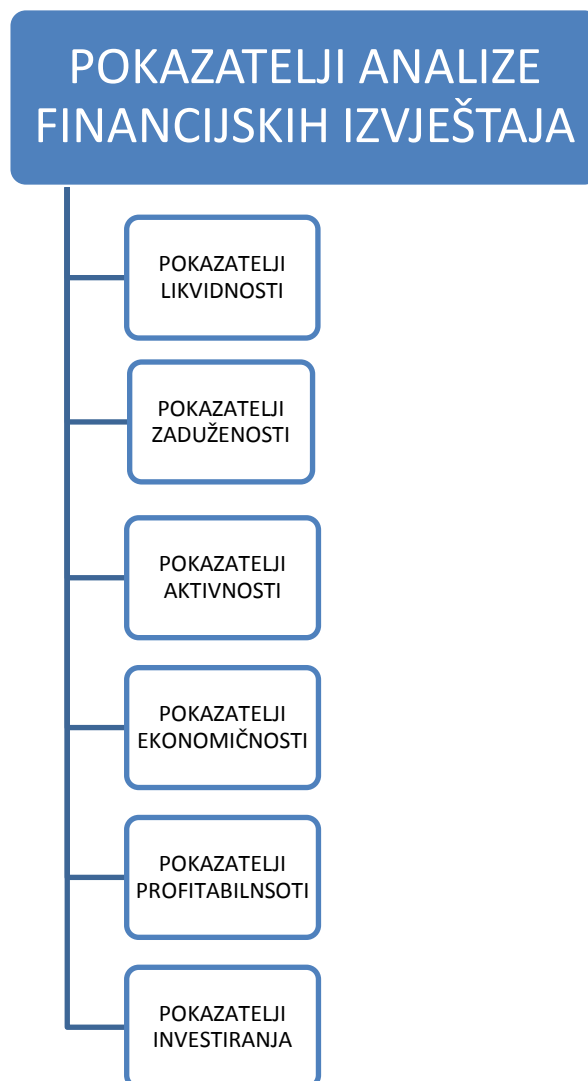 POKAZATELJI ANALIZE
FINANCIJSKIH IZVJEŠTAJA
POKAZATELJI
LIKVIDNOSTI
POKAZATELJI
ZADUŽENOSTI
POKAZATELJI
AKTIVNOSTI
POKAZATELJI
EKONOMIČNOSTI
POKAZATELJI
PROFITABILNSOTI
POKAZATELJI
INVESTIRANJA